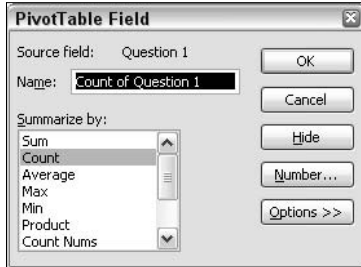 PivotTable Field
Source field: Question 1
Name: Count of Question 1
Summarize by:
Sum
Count
Average
Max
Min
Product
Count Nums
OK
Cancel
Hide
Number...
Options >>